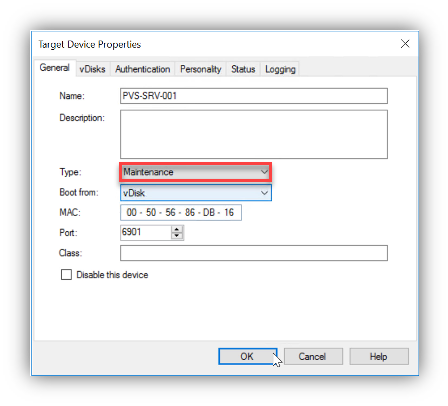 Target Device Properties
General vDisks Authentication Personality Status Logging
Name: PVS-SRV-001
Description:
Type: Maintenance
Boot from: vDisk
MAC: 00 - 50 - 56 - 86 - DB - 16
Port: 6901
Class:
Disable this device
OK Cancel Help